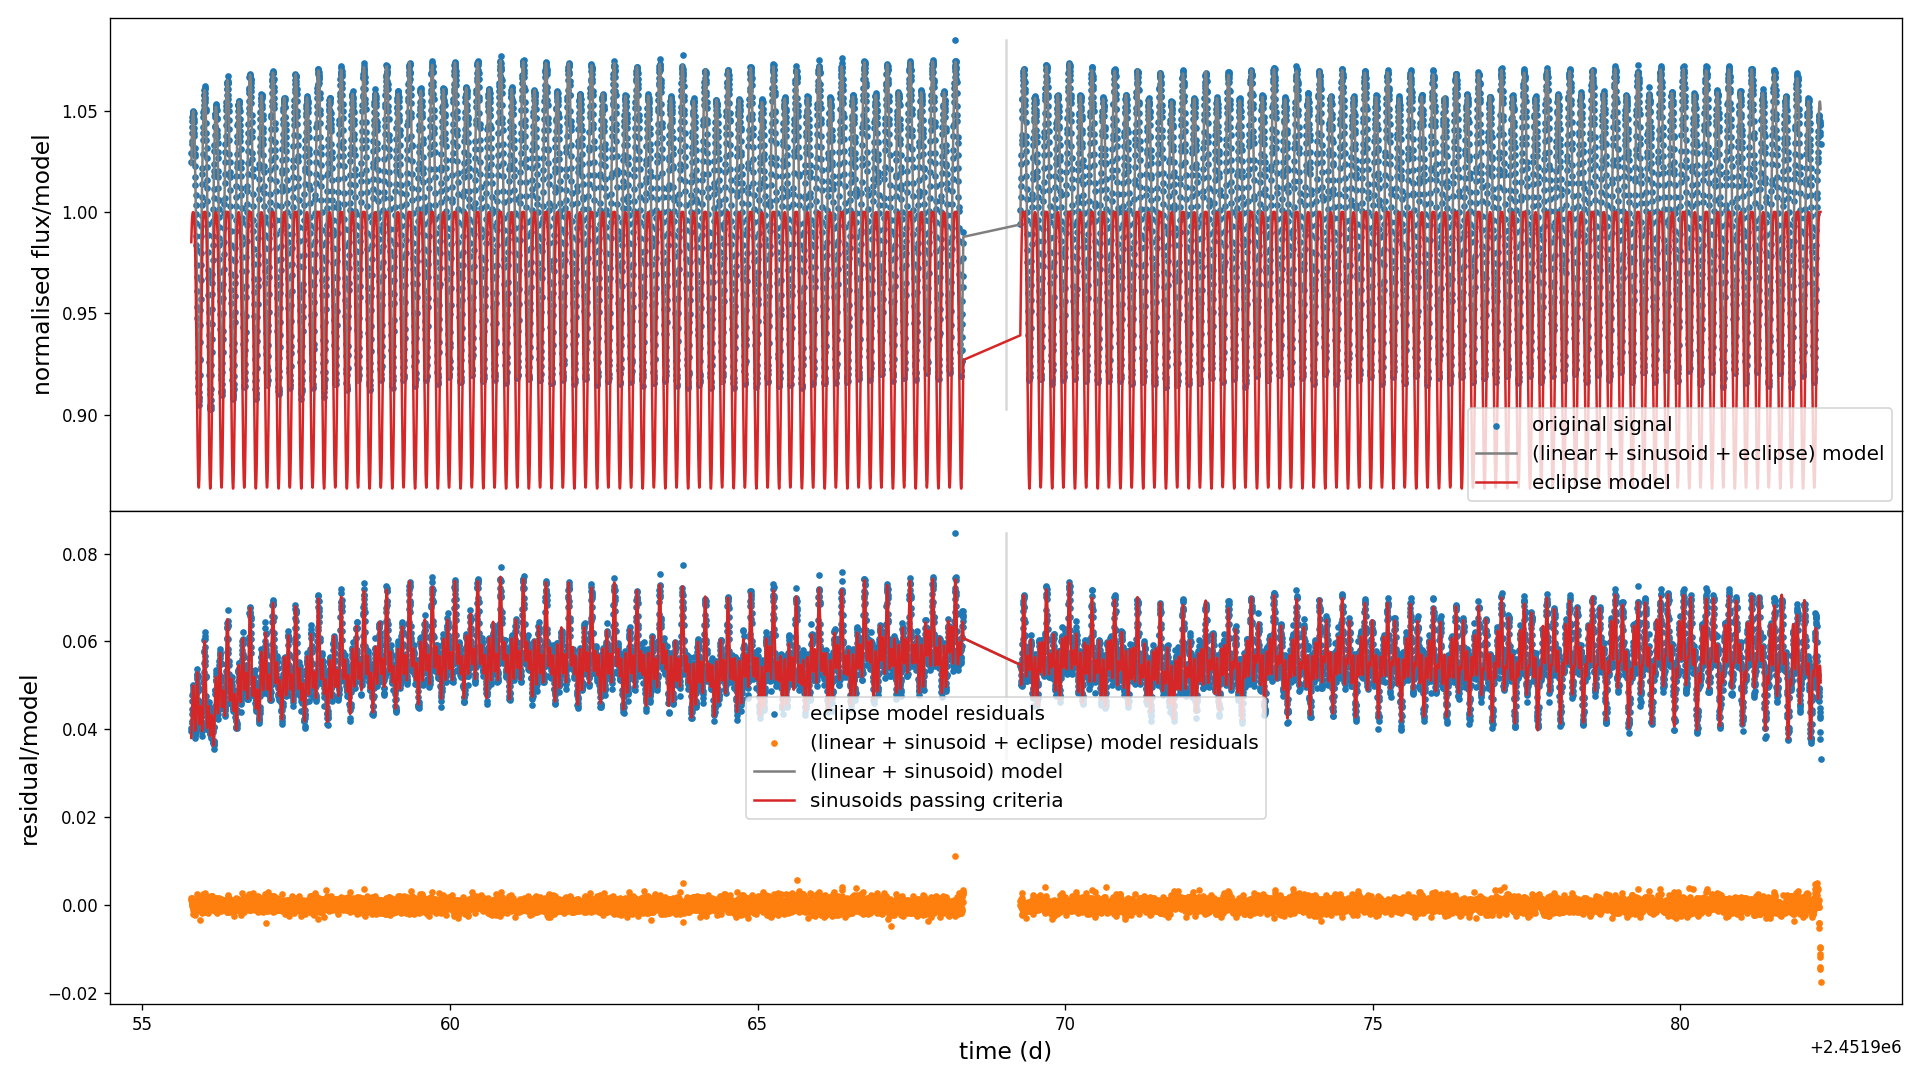 normalised flux/model
1.05
1.00
0.95
0.90
original signal
(linear + sinusoid + eclipse) model
eclipse model
residual/model
0.08
0.06
0.04
0.02
0.00
−0.02
eclipse model residuals
(linear + sinusoid + eclipse) model residuals
(linear + sinusoid) model
sinusoids passing criteria
55
60
65
70
75
80
time (d)
+2.4519e6